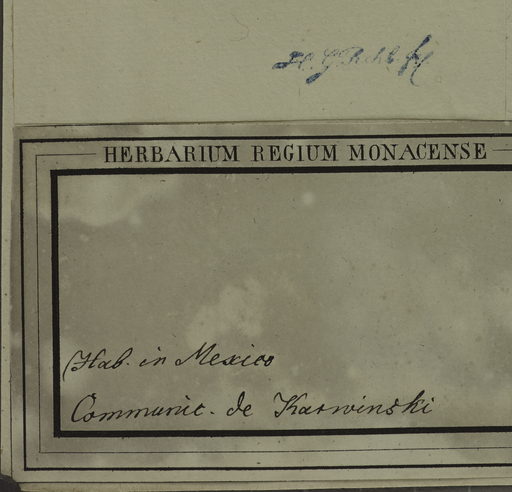 HERBARIUM REGIUM MONACENSE
(Hab. in Mexico
Communic. de Karwinski